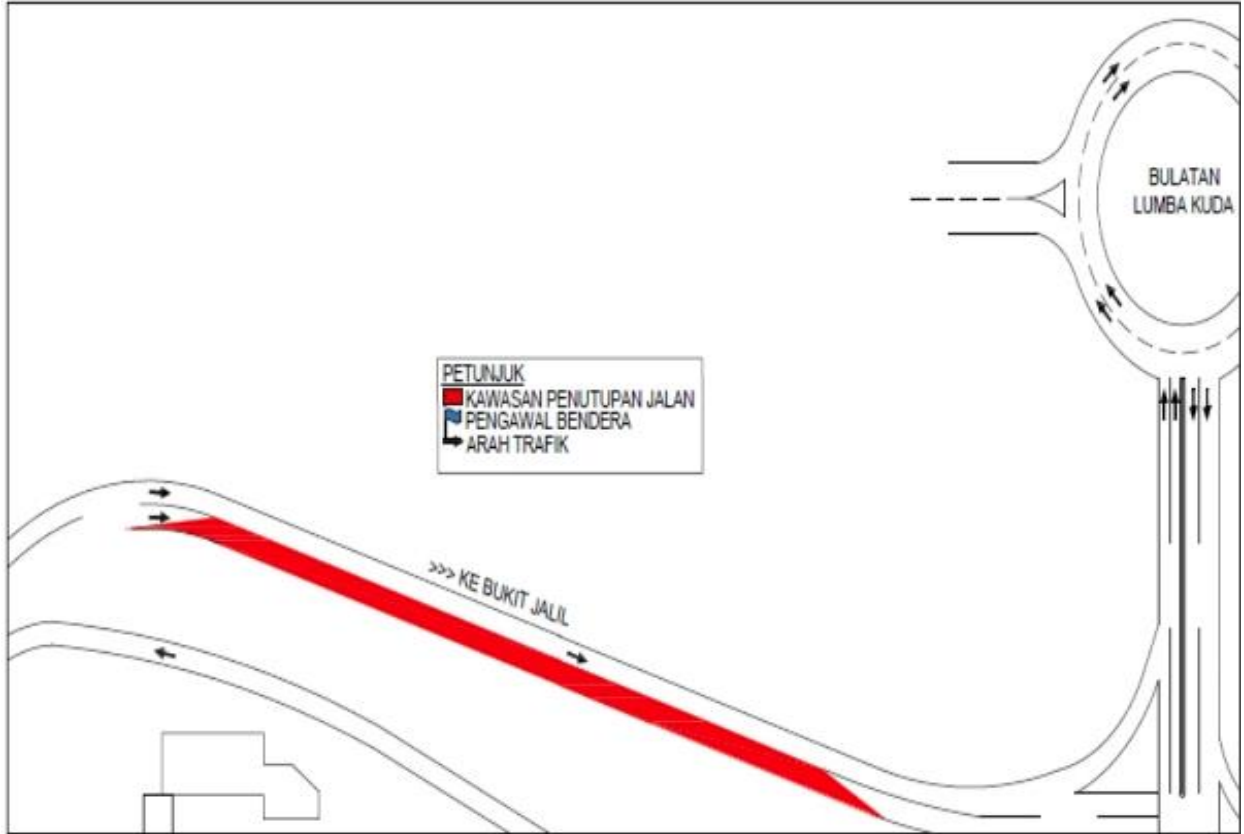 BULATAN
LUMBA KUDA
PETUNJUK
KAWASAN PENUTUPAN JALAN
PENGAWAL BENDERA
ARAH TRAFIK
>>> KE BUKIT JALIL